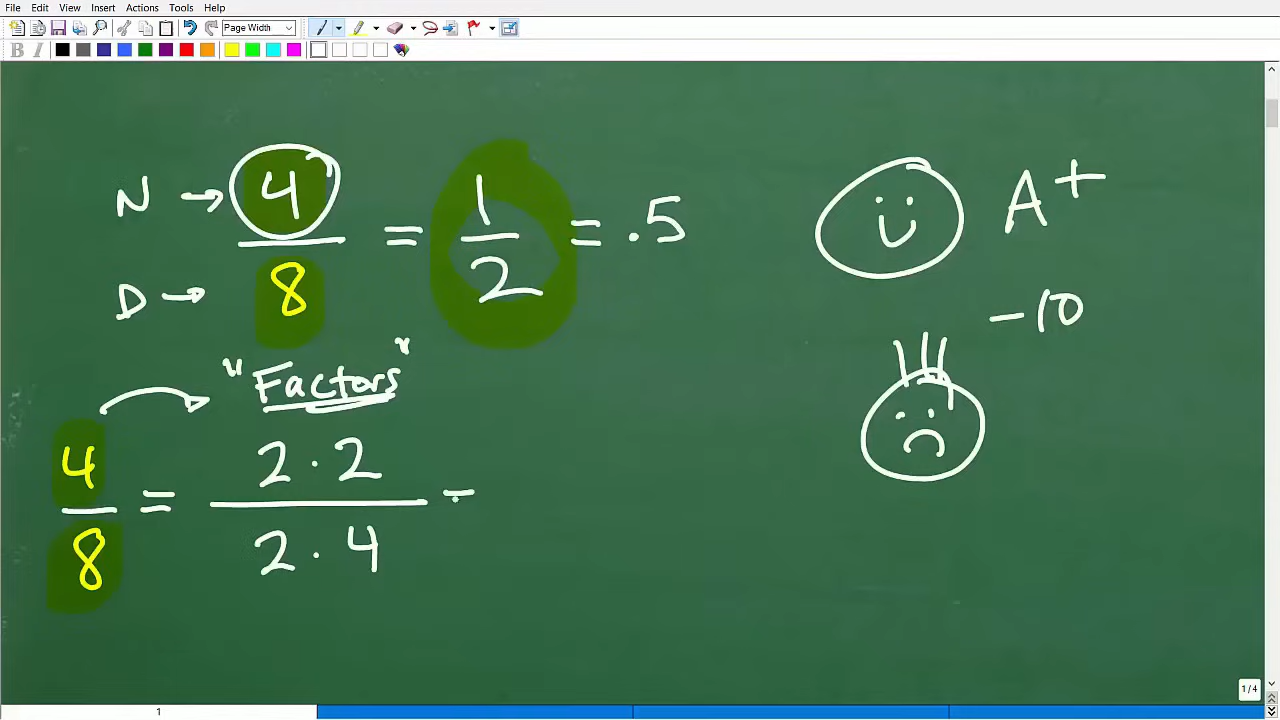 File Edit View Insert Actions Tools Help
Page Width
B I
N → 4/8 = 1/2 = .5
D →
A+
-10
"Factors"
4/8 = 2·2/2·4 =
1/4
1